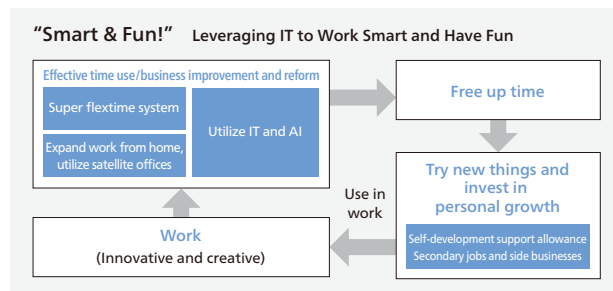 "Smart & Fun!" Leveraging IT to Work Smart and Have Fun
Effective time use/business improvement and reform
Super flextime system
Expand work from home,
utilize satellite offices
Utilize IT and AI
Free up time
Try new things and
invest in
personal growth
Self-development support allowance
Secondary jobs and side businesses
Use in
work
Work
(Innovative and creative)